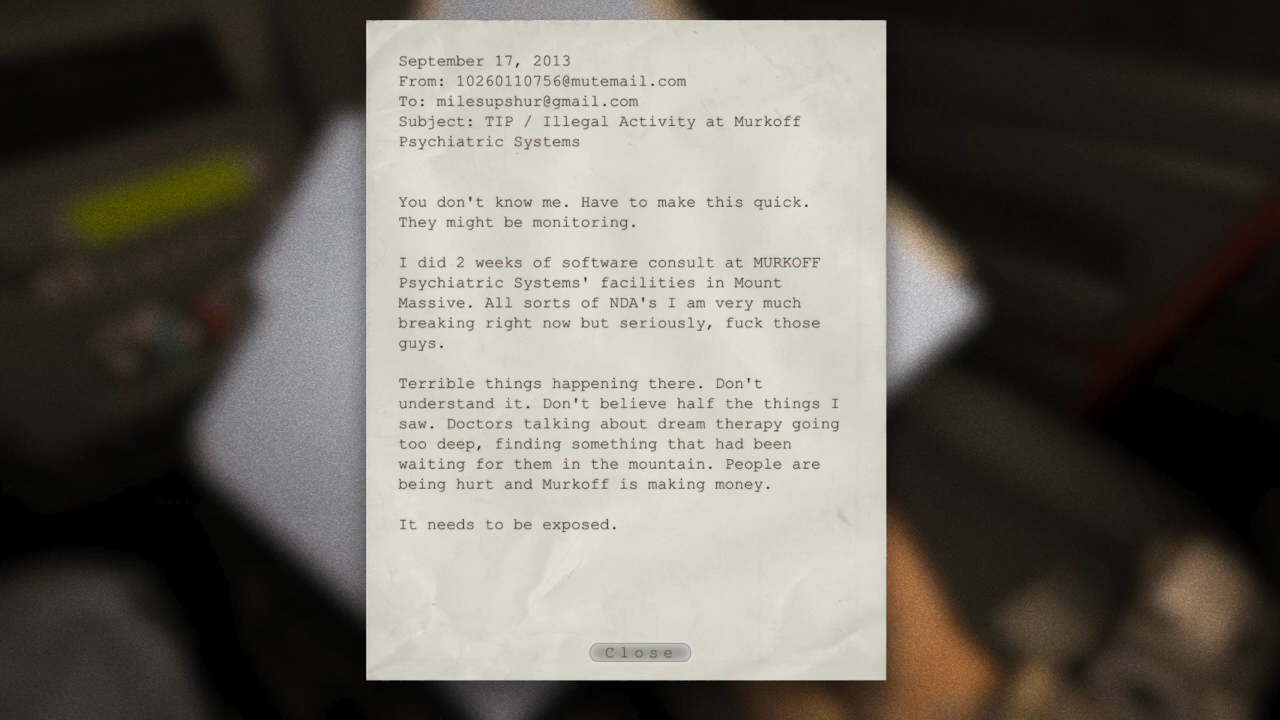 September 17, 2013
From: 10260110756@mutemail.com
To: milesupshur@gmail.com
Subject: TIP / Illegal Activity at Murkoff
Psychiatric Systems
You don't know me. Have to make this quick.
They might be monitoring.
I did 2 weeks of software consult at MURKOFF
Psychiatric Systems' facilities in Mount
Massive. All sorts of NDA's I am very much
breaking right now but seriously, fuck those
guys.
Terrible things happening there. Don't
understand it. Don't believe half the things I
saw. Doctors talking about dream therapy going
too deep, finding something that had been
waiting for them in the mountain. People are
being hurt and Murkoff is making money.
It needs to be exposed.
Close